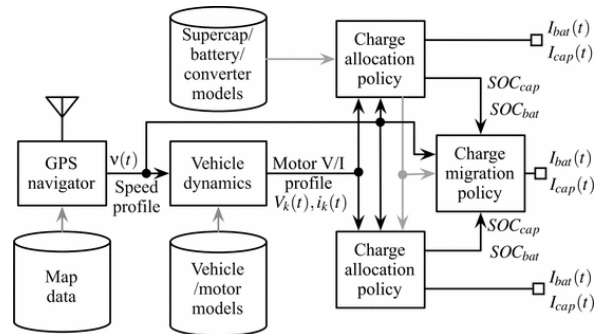 Supercap/
battery/
converter
models
Charge
allocation
policy
I_bat(t)
I_cap(t)
SOC_cap
SOC_bat
GPS
navigator
v(t)
Speed
profile
Vehicle
dynamics
Motor V/I
profile
V_k(t), i_k(t)
Charge
migration
policy
I_bat(t)
I_cap(t)
Map
data
Vehicle
/motor
models
Charge
allocation
policy
SOC_cap
SOC_bat
I_bat(t)
I_cap(t)